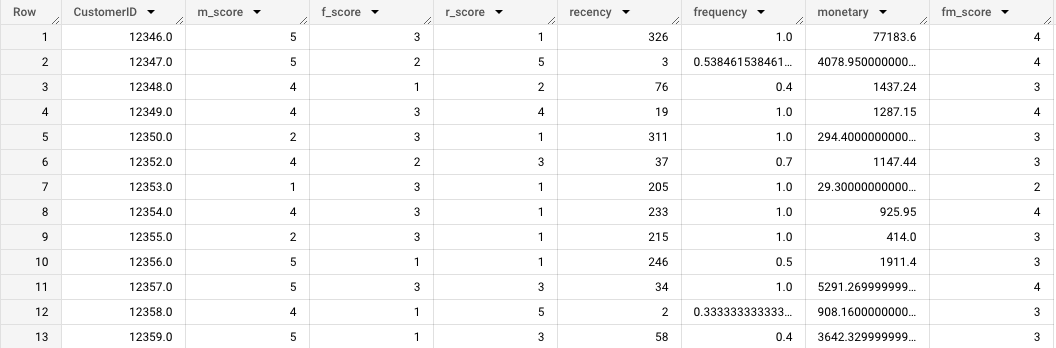 Row CustomerID m_score f_score r_score recency frequency monetary fm_score
1 12346.0 5 3 1 326 1.0 77183.6 4
2 12347.0 5 2 5 3 0.538461538461... 4078.950000000... 4
3 12348.0 4 1 2 76 0.4 1437.24 3
4 12349.0 4 3 4 19 1.0 1287.15 4
5 12350.0 2 3 1 311 1.0 294.4000000000... 3
6 12352.0 4 2 3 37 0.7 1147.44 3
7 12353.0 1 3 1 205 1.0 29.30000000000... 2
8 12354.0 4 3 1 233 1.0 925.95 4
9 12355.0 2 3 1 215 1.0 414.0 3
10 12356.0 5 1 1 246 0.5 1911.4 3
11 12357.0 5 3 3 34 1.0 5291.269999999... 4
12 12358.0 4 1 5 2 0.333333333333... 908.1600000000... 3
13 12359.0 5 1 3 58 0.4 3642.329999999... 3